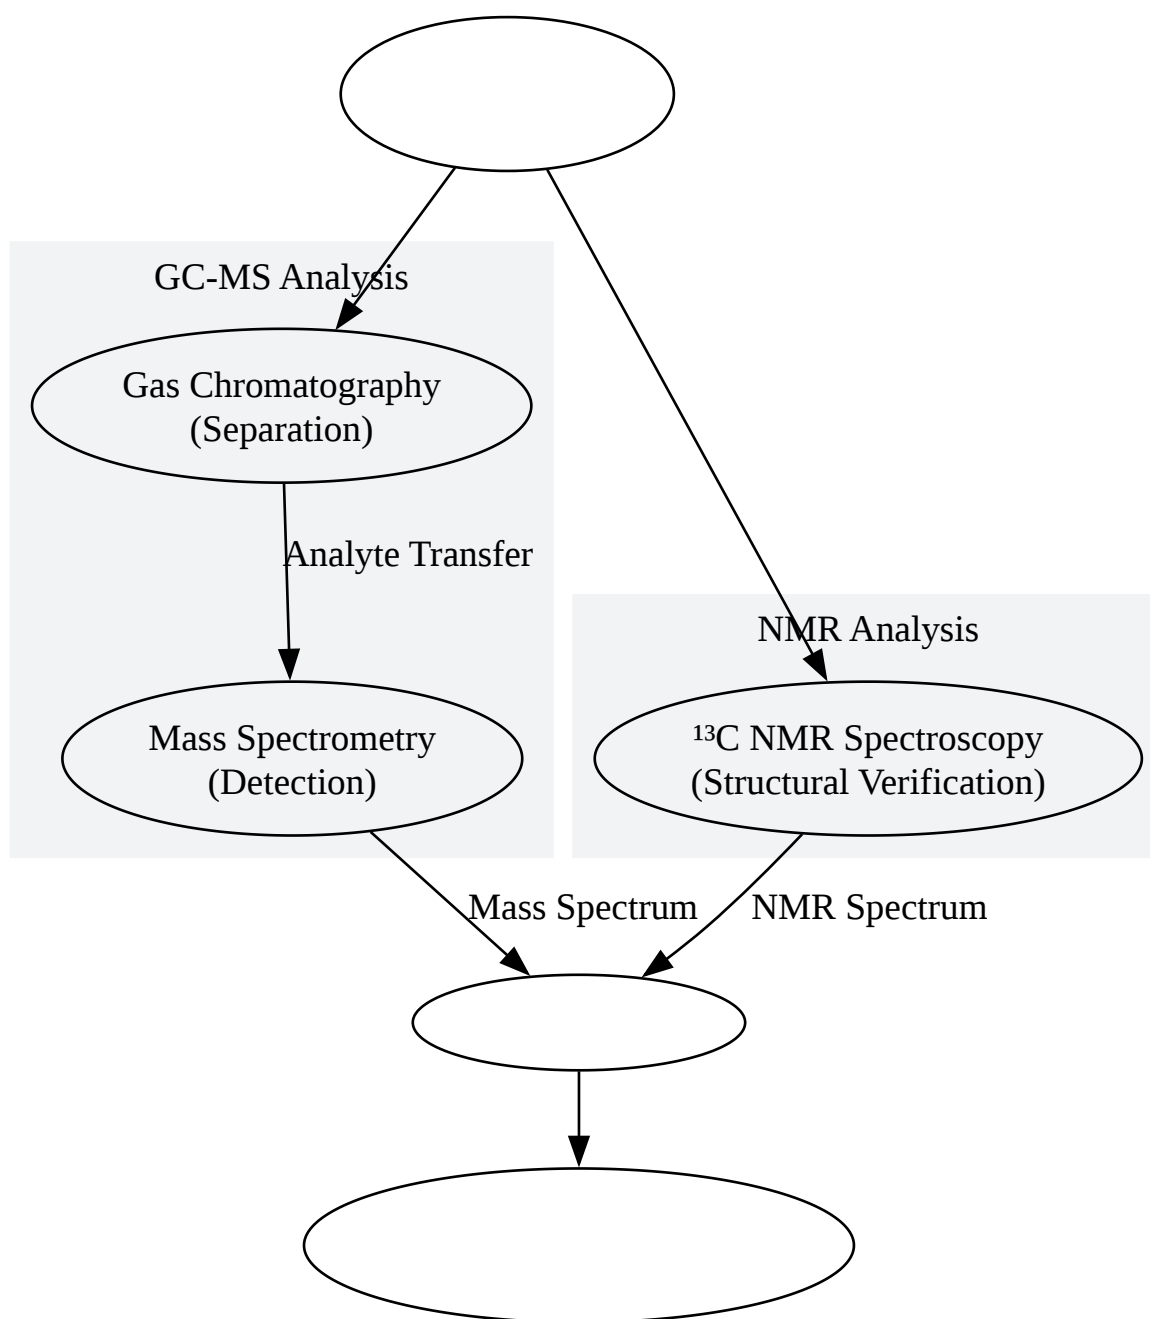 GC-MS Analysis
Gas Chromatography
(Separation)
Analyte Transfer
NMR Analysis
Mass Spectrometry
(Detection)
¹³C NMR Spectroscopy
(Structural Verification)
Mass Spectrum
NMR Spectrum